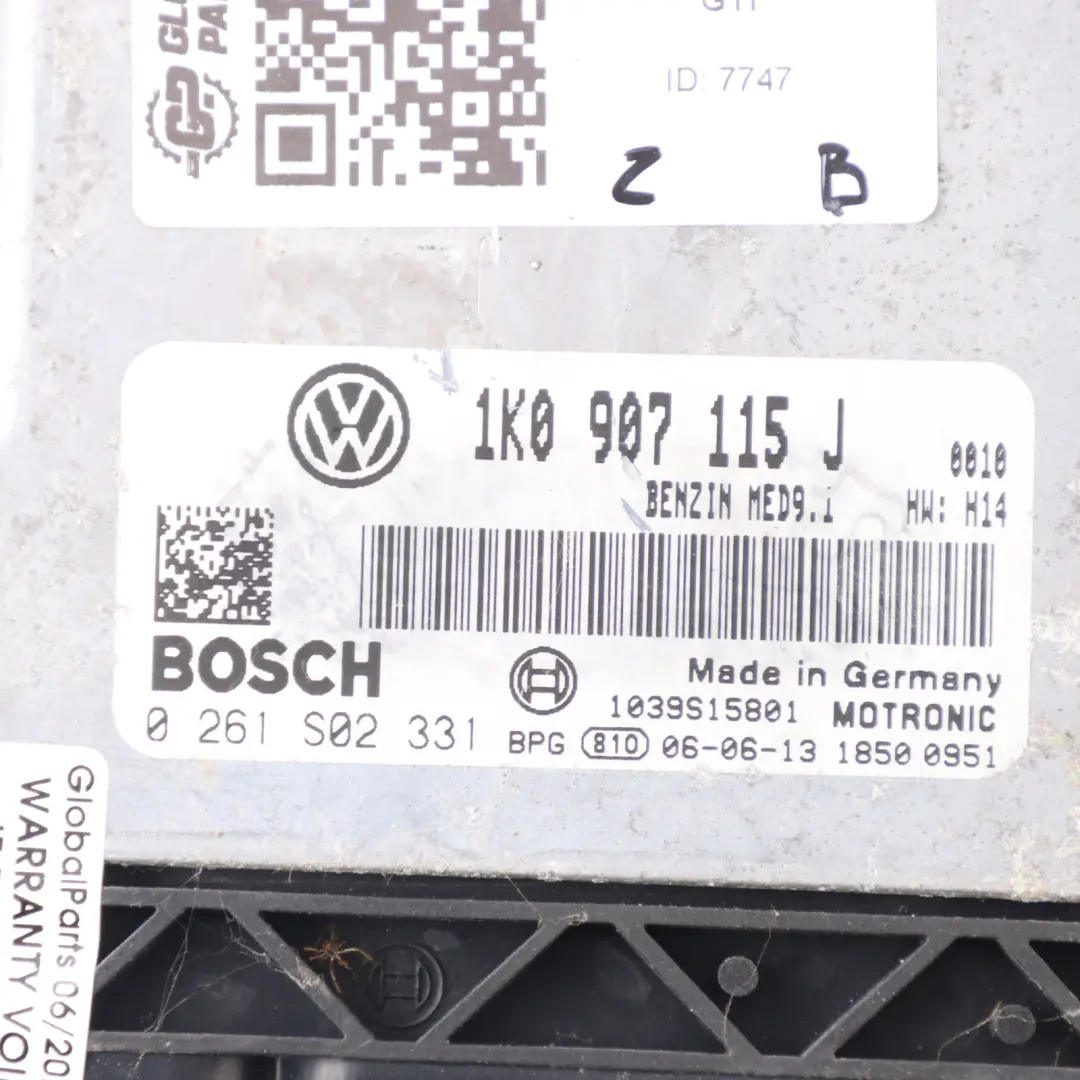 ID: 7747
Z B
1K0 907 115 J
0010
BENZIN MED9.1 HW: H14
BOSCH
Made in Germany
1039S15801 MOTRONIC
0 261 S02 331 BPG 810 06-06-13 1850 0951
GlobalParts 06/20
WARRANTY VOI